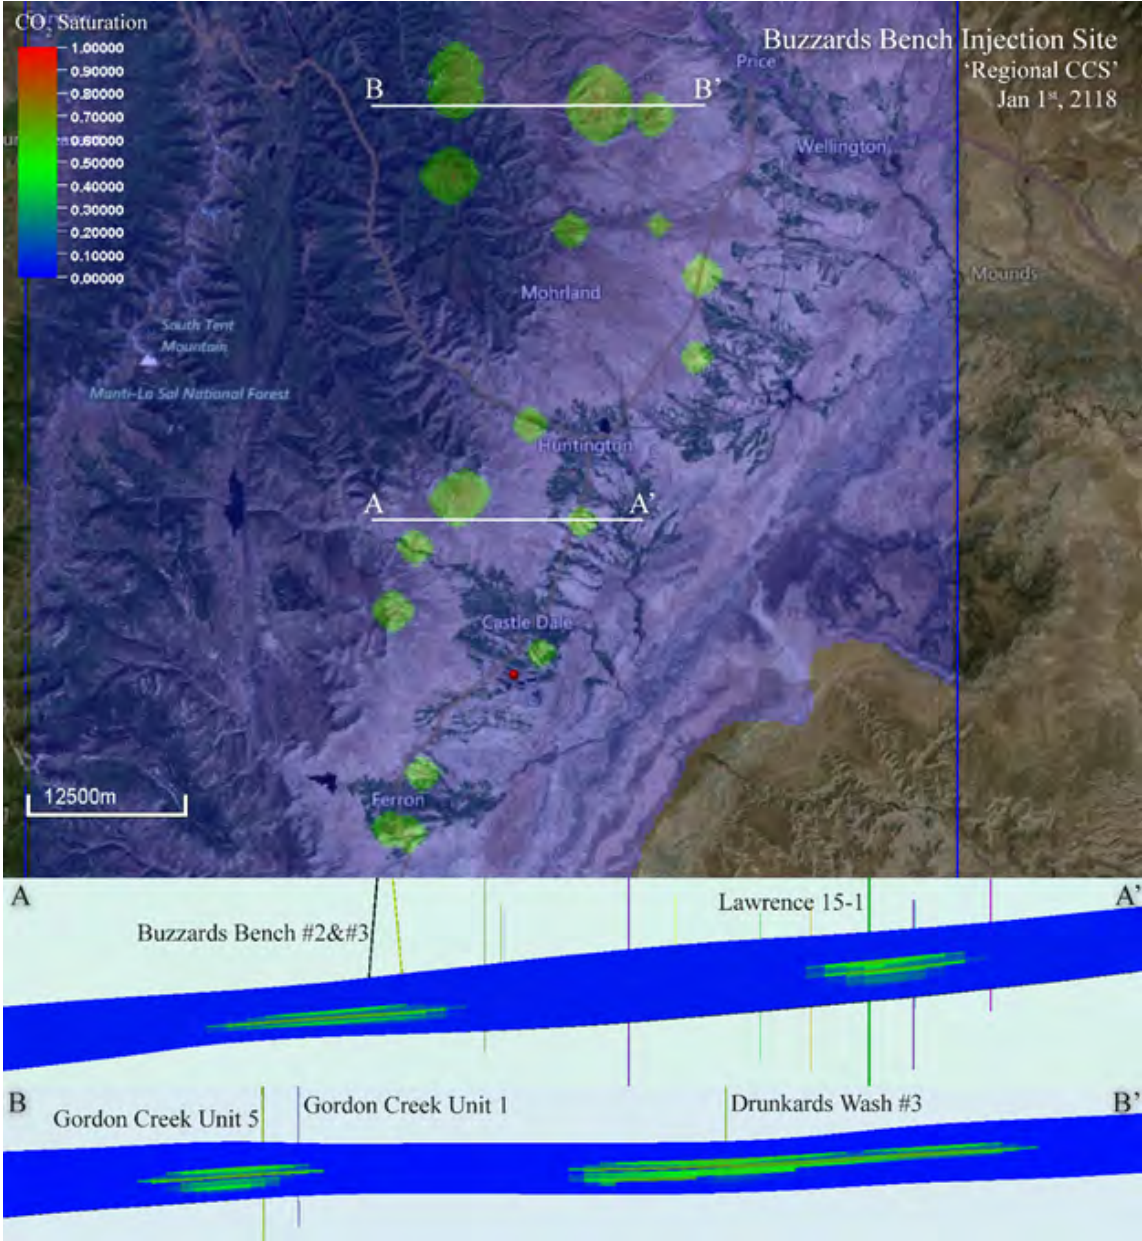 CO2 Saturation
1.00000
0.90000
0.80000
0.70000
0.60000
0.50000
0.40000
0.30000
0.20000
0.10000
0.00000
Buzzards Bench Injection Site
'Regional CCS'
Jan 1st, 2118
Price
B
B'
Wellington
Mounds
Mohrland
South Tent
Mountain
Manti-La Sal National Forest
Huntington
A
A'
Castle Dale
12500m
Ferron
A
A'
Lawrence 15-1
Buzzards Bench #2&#3
B
B'
Gordon Creek Unit 5
Gordon Creek Unit 1
Drunkards Wash #3